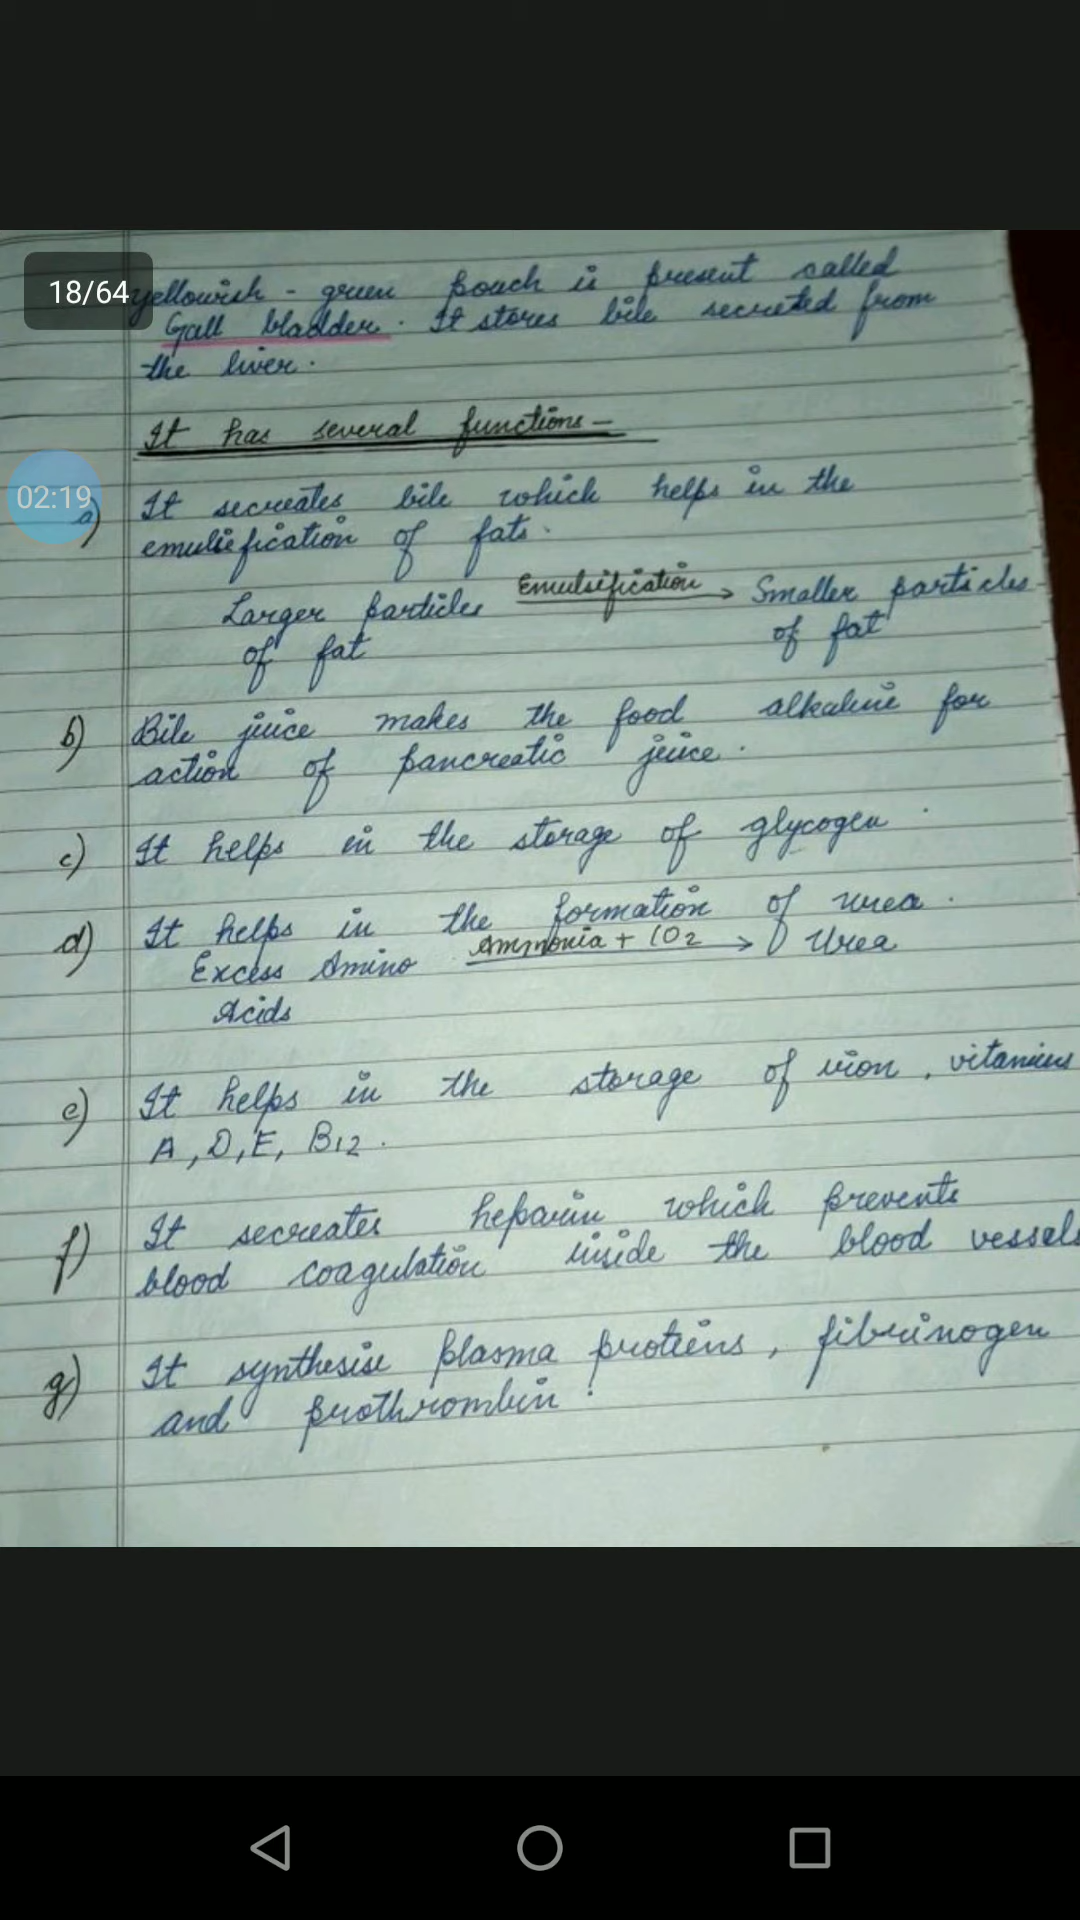 18/64
yellowish - green pouch is present called
Gall bladder. It stores bile secreted from
the liver.
It has several functions -
02:19
a) It secreates bile which helps in the
emulsefication of fats.
Larger particles Emulsification → Smaller particles
of fat of fat
b) Bile juice makes the food alkaline for
action of pancreatic juice.
c) It helps in the storage of glycogen.
d) It helps in the formation of urea.
Excess Amino Ammonia + CO2 → Urea
Acids
e) It helps in the storage of iron, vitamins
A, D, E, B12.
f) It secreates heparin which prevents
blood coagulation inside the blood vessels
g) It synthesise plasma protiens, fibrinogen
and prothrombin.